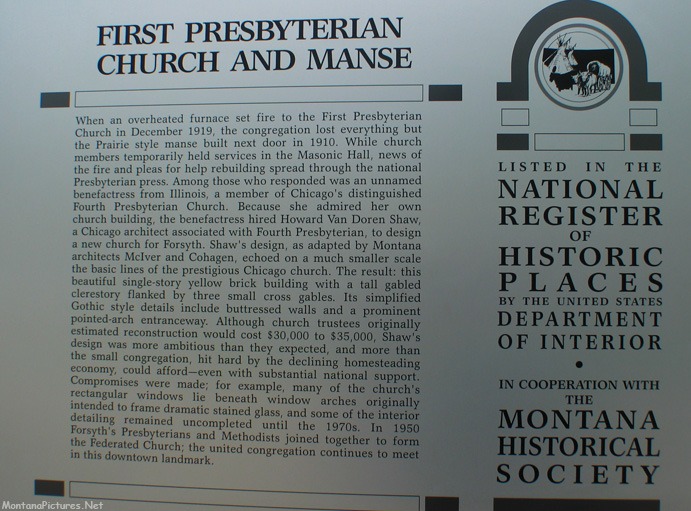 FIRST PRESBYTERIAN
CHURCH AND MANSE
When an overheated furnace set fire to the First Presbyterian
Church in December 1919, the congregation lost everything but
the Prairie style manse built next door in 1910. While church
members temporarily held services in the Masonic Hall, news of
the fire and pleas for help rebuilding spread through the national
Presbyterian press. Among those who responded was an unnamed
benefactress from Illinois, a member of Chicago's distinguished
Fourth Presbyterian Church. Because she admired her own
church building, the benefactress hired Howard Van Doren Shaw,
a Chicago architect associated with Fourth Presbyterian, to design
a new church for Forsyth. Shaw's design, as adapted by Montana
architects McIver and Cohagen, echoed on a much smaller scale
the basic lines of the prestigious Chicago church. The result: this
beautiful single-story yellow brick building with a tall gabled
clerestory flanked by three small cross gables. Its simplified
Gothic style details include buttressed walls and a prominent
pointed-arch entranceway. Although church trustees originally
estimated reconstruction would cost $30,000 to $35,000, Shaw's
design was more ambitious than they expected, and more than
the small congregation, hit hard by the declining homesteading
economy, could afford—even with substantial national support.
Compromises were made; for example, many of the church's
rectangular windows lie beneath window arches originally
intended to frame dramatic stained glass, and some of the interior
detailing remained uncompleted until the 1970s. In 1950
Forsyth's Presbyterians and Methodists joined together to form
the Federated Church; the united congregation continues to meet
in this downtown landmark.
LISTED IN THE
NATIONAL
REGISTER
OF
HISTORIC
PLACES
BY THE UNITED STATES
DEPARTMENT
OF INTERIOR
•
IN COOPERATION WITH
THE
MONTANA
HISTORICAL
SOCIETY
MontanaPictures.Net